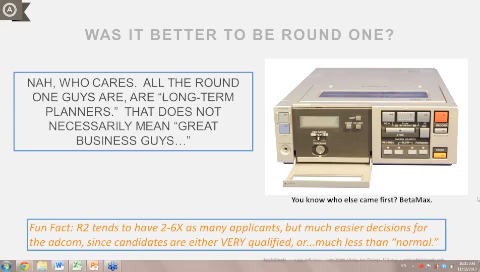 A
WAS IT BETTER TO BE ROUND ONE?
NAH, WHO CARES. ALL THE ROUND
ONE GUYS ARE, ARE “LONG-TERM
PLANNERS.” THAT DOES NOT
NECESSARILY MEAN “GREAT
BUSINESS GUYS…”
You know who else came first? BetaMax.
Fun Fact: R2 tends to have 2-6X as many applicants, but much easier decisions for
the adcom, since candidates are either VERY qualified, or...much less than “normal.”